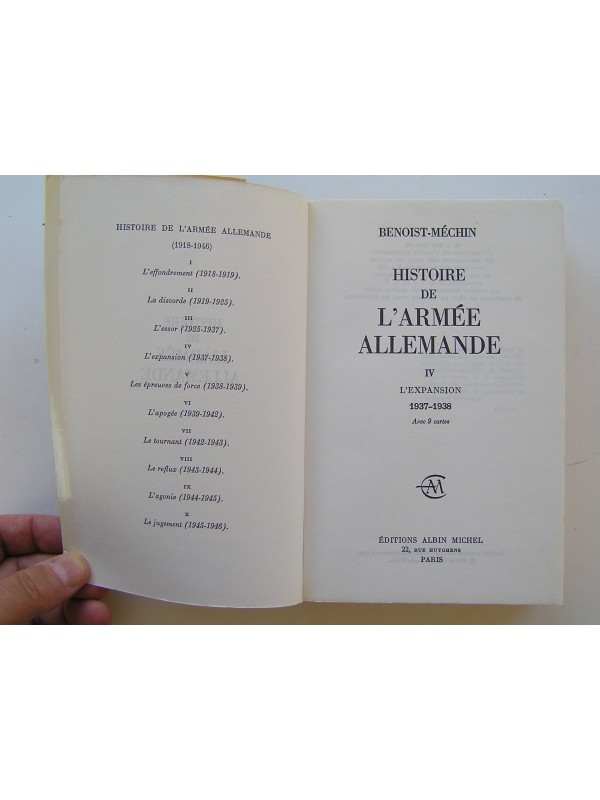 HISTOIRE DE L'ARMÉE ALLEMANDE
(1918-1946)
I
L'effondrement (1918-1919).
II
La discorde (1919-1925).
III
L'essor (1925-1937).
IV
L'expansion (1937-1938).
V
Les épreuves de force (1938-1939).
VI
L'apogée (1939-1942).
VII
Le tournant (1942-1943).
VIII
Le reflux (1943-1944).
IX
L'agonie (1944-1945).
X
Le jugement (1945-1946).
BENOIST-MÉCHIN
HISTOIRE
DE
L'ARMÉE
ALLEMANDE
IV
L'EXPANSION
1937-1938
Avec 9 cartes
AM
ÉDITIONS ALBIN MICHEL
22, RUE HUYGHENS
PARIS